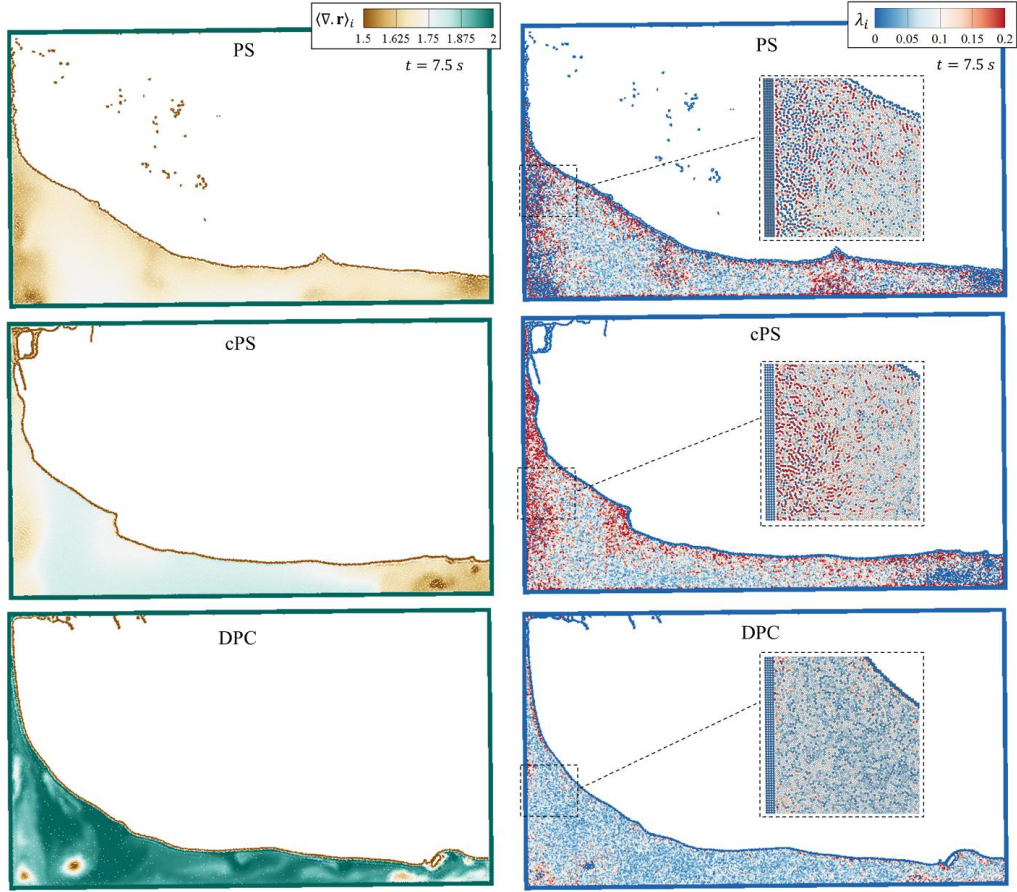 ⟨∇.r⟩ᵢ
1.5 1.625 1.75 1.875 2
PS
t = 7.5 s
λᵢ
0 0.05 0.1 0.15 0.2
PS
t = 7.5 s
cPS
cPS
DPC
DPC